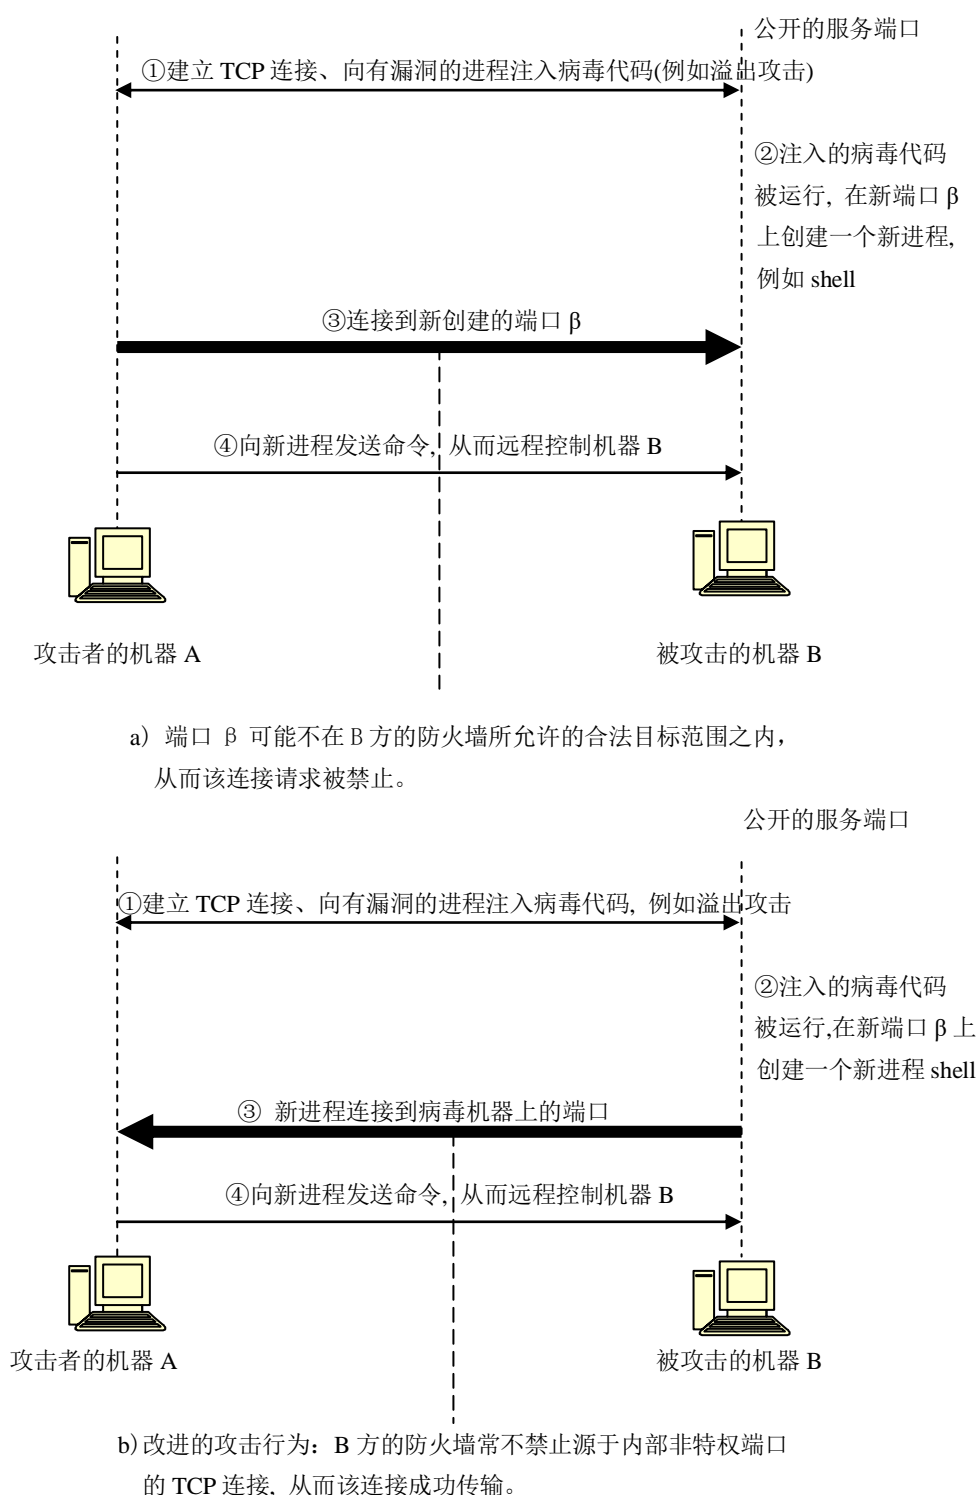 公开的服务端口
①建立 TCP 连接、向有漏洞的进程注入病毒代码(例如溢出攻击)
②注入的病毒代码
被运行, 在新端口 β
上创建一个新进程,
例如 shell
③连接到新创建的端口 β
④向新进程发送命令, 从而远程控制机器 B
攻击者的机器 A
被攻击的机器 B
a) 端口 β 可能不在 B 方的防火墙所允许的合法目标范围之内,
从而该连接请求被禁止。
公开的服务端口
①建立 TCP 连接、向有漏洞的进程注入病毒代码, 例如溢出攻击
②注入的病毒代码
被运行,在新端口 β 上
创建一个新进程 shell
③ 新进程连接到病毒机器上的端口
④向新进程发送命令, 从而远程控制机器 B
攻击者的机器 A
被攻击的机器 B
b)改进的攻击行为：B 方的防火墙常不禁止源于内部非特权端口
的 TCP 连接, 从而该连接成功传输。